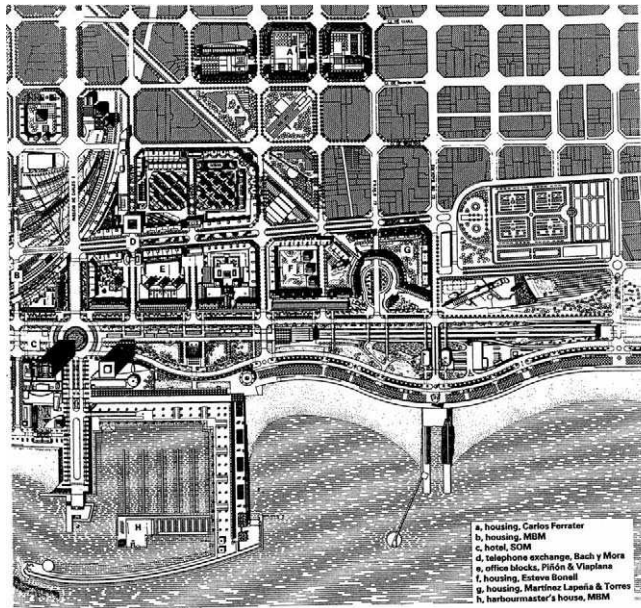 A
D
E
G
B
C
H
a, housing, Carlos Ferrater
b, housing, MBM
c, hotel, SOM
d, telephone exchange, Bach y Mora
e, office blocks, Piñón & Viaplana
f, housing, Esteve Bonell
g, housing, Martínez Lapeña & Torres
h, harbourmaster's house, MBM